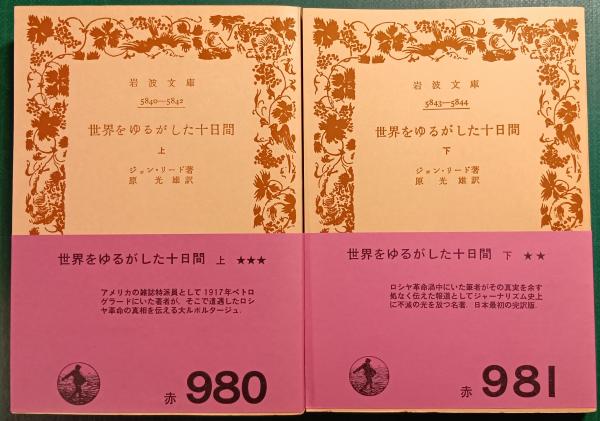 岩波文庫
5840—5842
世界をゆるがした十日間
上
ジョン・リード著
原光雄訳
世界をゆるがした十日間 上 ★★★
アメリカの雑誌特派員として1917年ペトロ
グラードにいた著者が、そこで遭遇したロシ
ヤ革命の真相を伝える大ルポルタージュ.
赤 980
岩波文庫
5843—5844
世界をゆるがした十日間
下
ジョン・リード著
原光雄訳
世界をゆるがした十日間 下 ★★
ロシヤ革命渦中にいた筆者がその真実を余す
処なく伝えた報道としてジャーナリズム史上
に不滅の光を放つ名著. 日本最初の完訳版.
赤 981